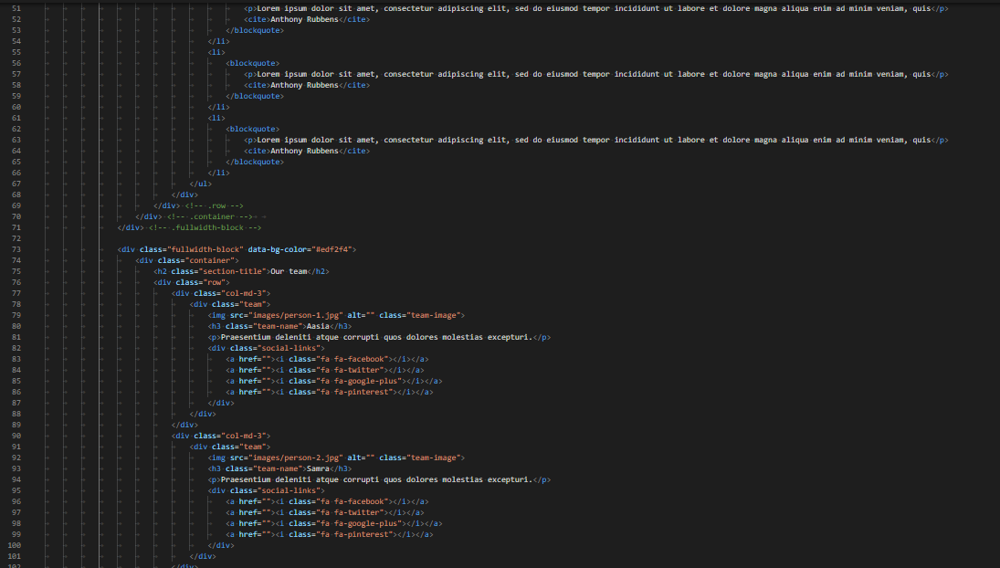 51 <p>Lorem ipsum dolor sit amet, consectetur adipiscing elit, sed do eiusmod tempor incididunt ut labore et dolore magna aliqua enim ad minim veniam, quis</p>
52 <cite>Anthony Rubbens</cite>
53 </blockquote>
54 </li>
55 <li>
56 <blockquote>
57 <p>Lorem ipsum dolor sit amet, consectetur adipiscing elit, sed do eiusmod tempor incididunt ut labore et dolore magna aliqua enim ad minim veniam, quis</p>
58 <cite>Anthony Rubbens</cite>
59 </blockquote>
60 </li>
61 <li>
62 <blockquote>
63 <p>Lorem ipsum dolor sit amet, consectetur adipiscing elit, sed do eiusmod tempor incididunt ut labore et dolore magna aliqua enim ad minim veniam, quis</p>
64 <cite>Anthony Rubbens</cite>
65 </blockquote>
66 </li>
67 </ul>
68 </div>
69 </div> <!-- .row -->
70 </div> <!-- .container -->
71 </div> <!-- .fullwidth-block -->
72
73 <div class="fullwidth-block" data-bg-color="#edf2f4">
74 <div class="container">
75 <h2 class="section-title">Our team</h2>
76 <div class="row">
77 <div class="col-md-3">
78 <div class="team">
79 <img src="images/person-1.jpg" alt="" class="team-image">
80 <h3 class="team-name">Aasia</h3>
81 <p>Praesentium deleniti atque corrupti quos dolores molestias excepturi.</p>
82 <div class="social-links">
83 <a href=""><i class="fa fa-facebook"></i></a>
84 <a href=""><i class="fa fa-twitter"></i></a>
85 <a href=""><i class="fa fa-google-plus"></i></a>
86 <a href=""><i class="fa fa-pinterest"></i></a>
87 </div>
88 </div>
89 </div>
90 <div class="col-md-3">
91 <div class="team">
92 <img src="images/person-2.jpg" alt="" class="team-image">
93 <h3 class="team-name">Samra</h3>
94 <p>Praesentium deleniti atque corrupti quos dolores molestias excepturi.</p>
95 <div class="social-links">
96 <a href=""><i class="fa fa-facebook"></i></a>
97 <a href=""><i class="fa fa-twitter"></i></a>
98 <a href=""><i class="fa fa-google-plus"></i></a>
99 <a href=""><i class="fa fa-pinterest"></i></a>
100 </div>
101 </div>
102 </div>